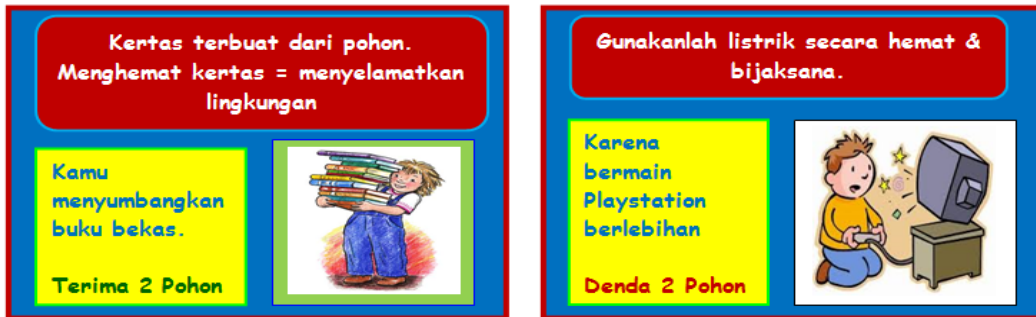 Kertas terbuat dari pohon.
Menghemat kertas = menyelamatkan
lingkungan
Kamu
menyumbangkan
buku bekas.
Terima 2 Pohon
Gunakanlah listrik secara hemat &
bijaksana.
Karena
bermain
Playstation
berlebihan
Denda 2 Pohon